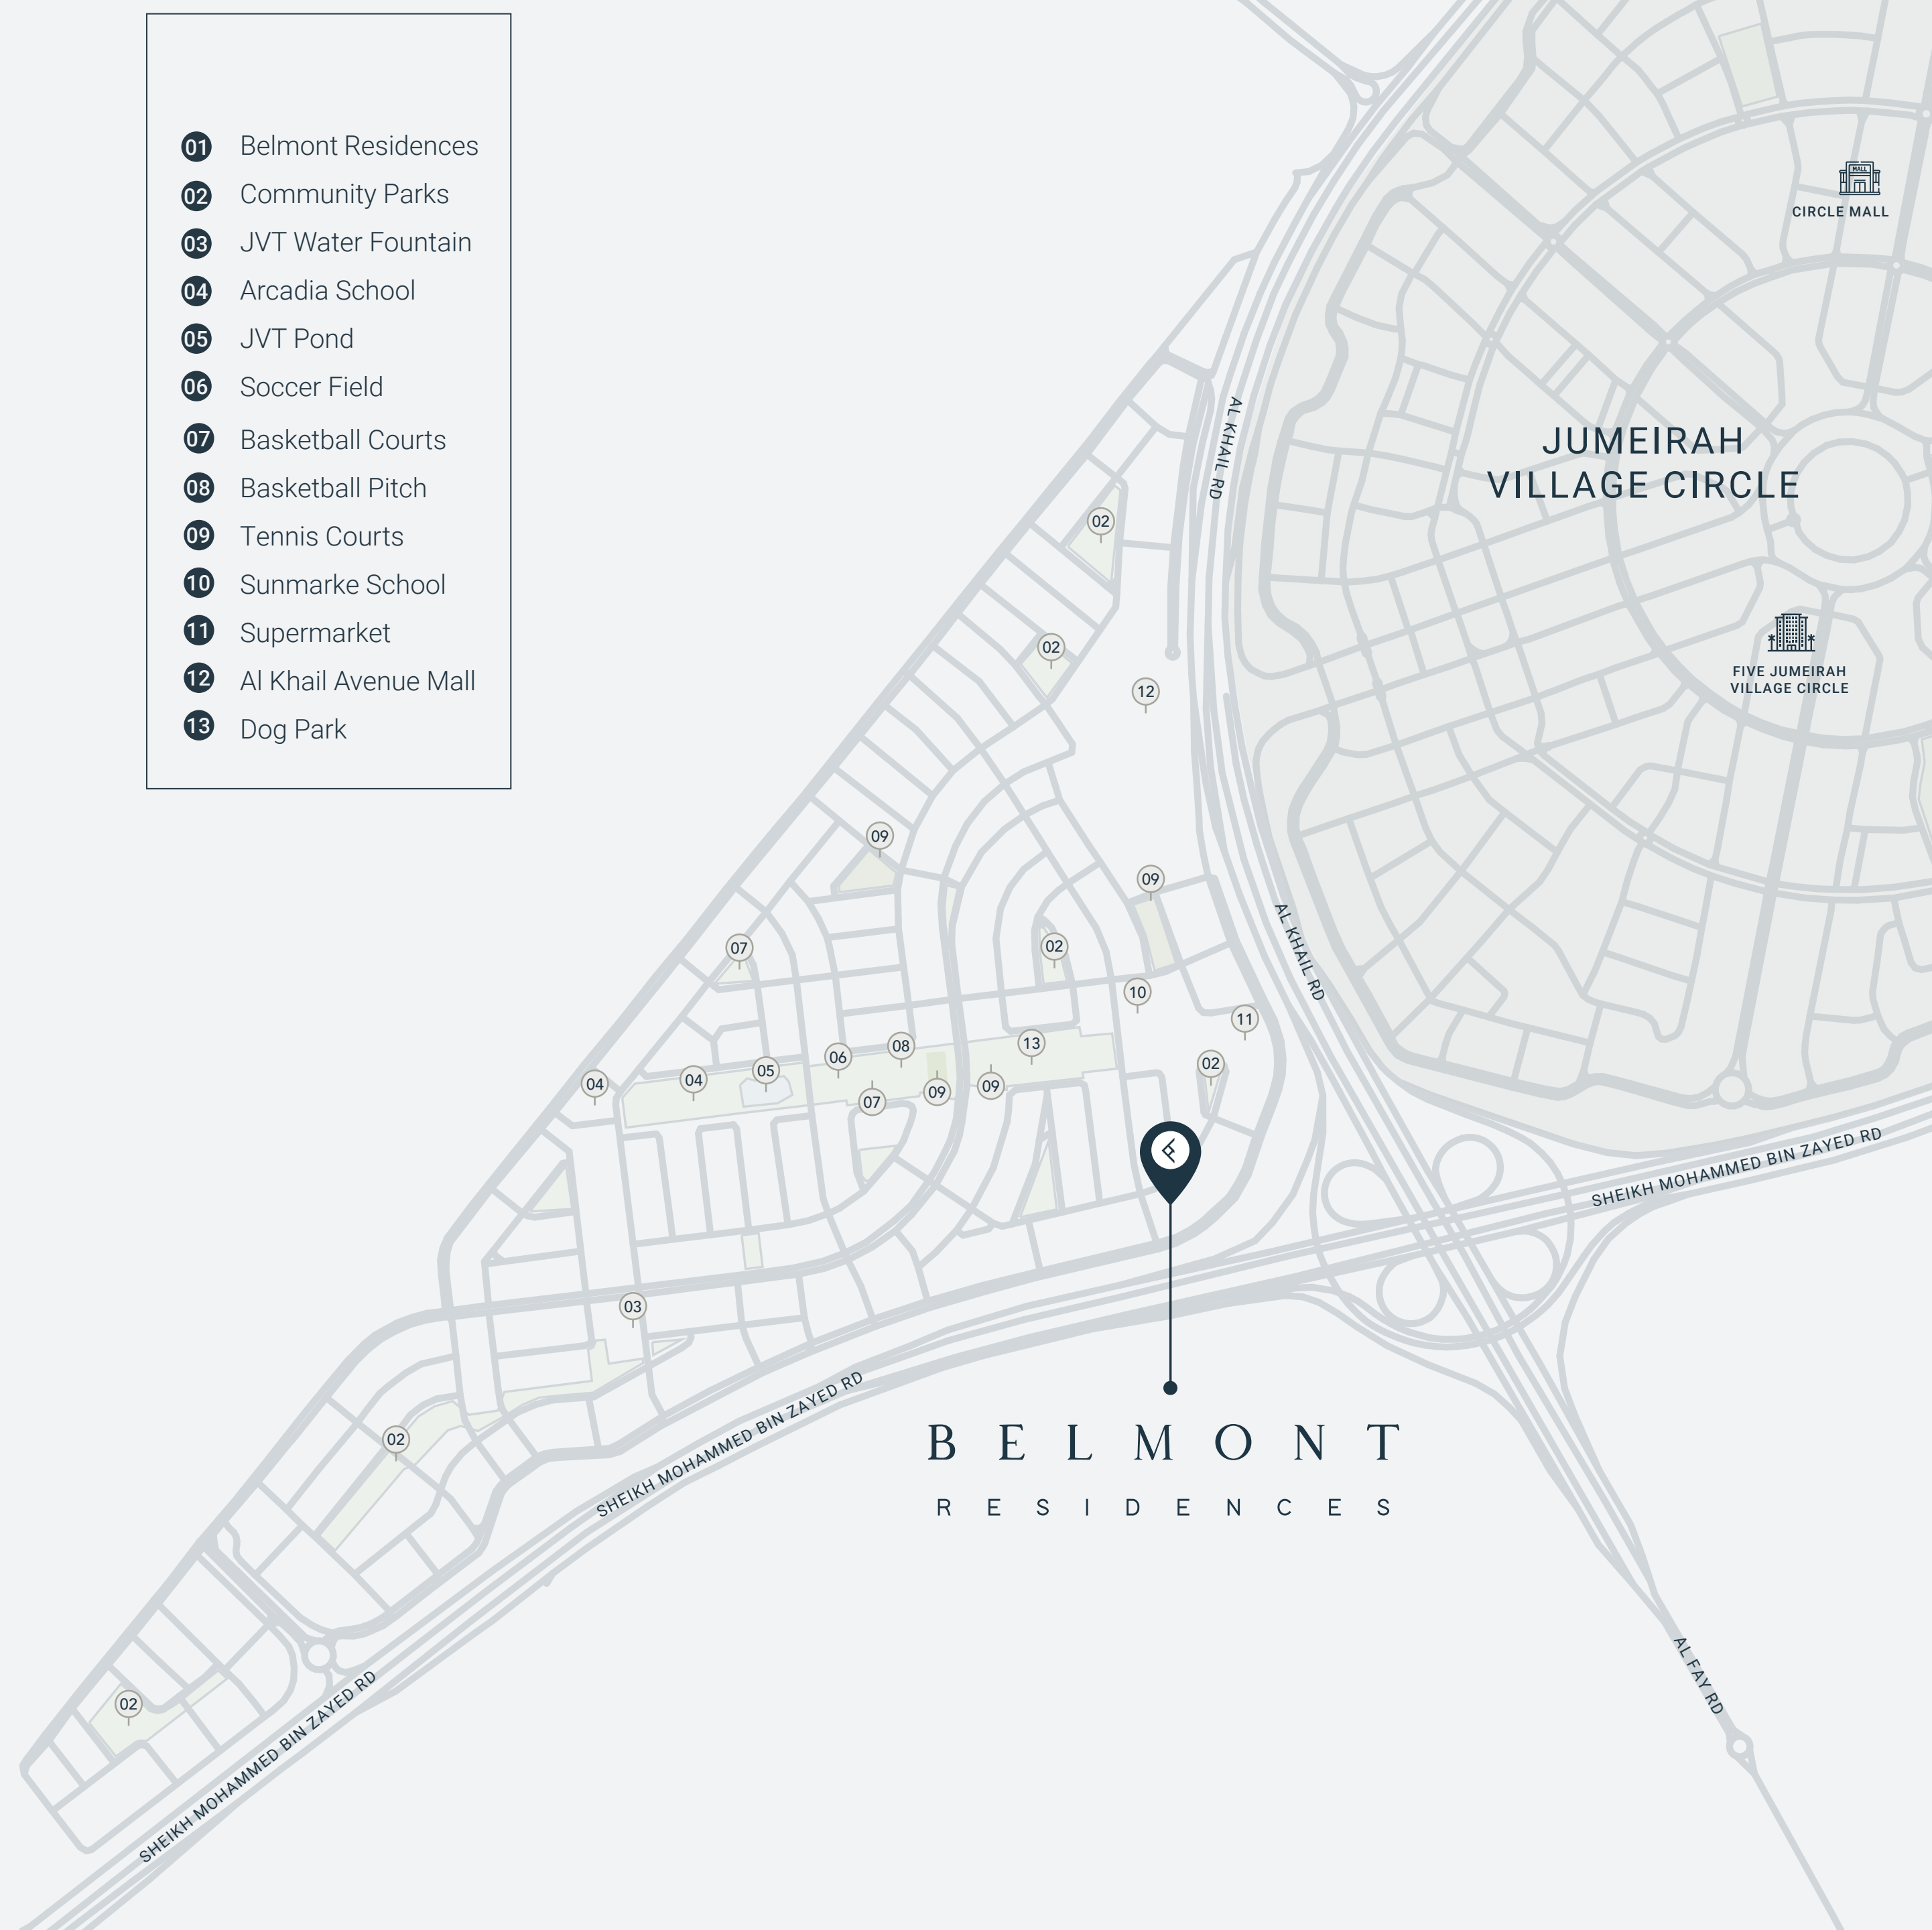 01 Belmont Residences
02 Community Parks
03 JVT Water Fountain
04 Arcadia School
05 JVT Pond
06 Soccer Field
07 Basketball Courts
08 Basketball Pitch
09 Tennis Courts
10 Sunmarke School
11 Supermarket
12 Al Khail Avenue Mall
13 Dog Park
MALL
CIRCLE MALL
AL KHAIL RD
JUMEIRAH
VILLAGE CIRCLE
02
FIVE JUMEIRAH
VILLAGE CIRCLE
02
12
09
09
AL KHAIL RD
07
02
10
11
13
08
06
02
05
04
04
09
09
07
SHEIKH MOHAMMED BIN ZAYED RD
03
SHEIKH MOHAMMED BIN ZAYED RD
02
BELMONT
RESIDENCES
AL FAY RD
02
SHEIKH MOHAMMED BIN ZAYED RD